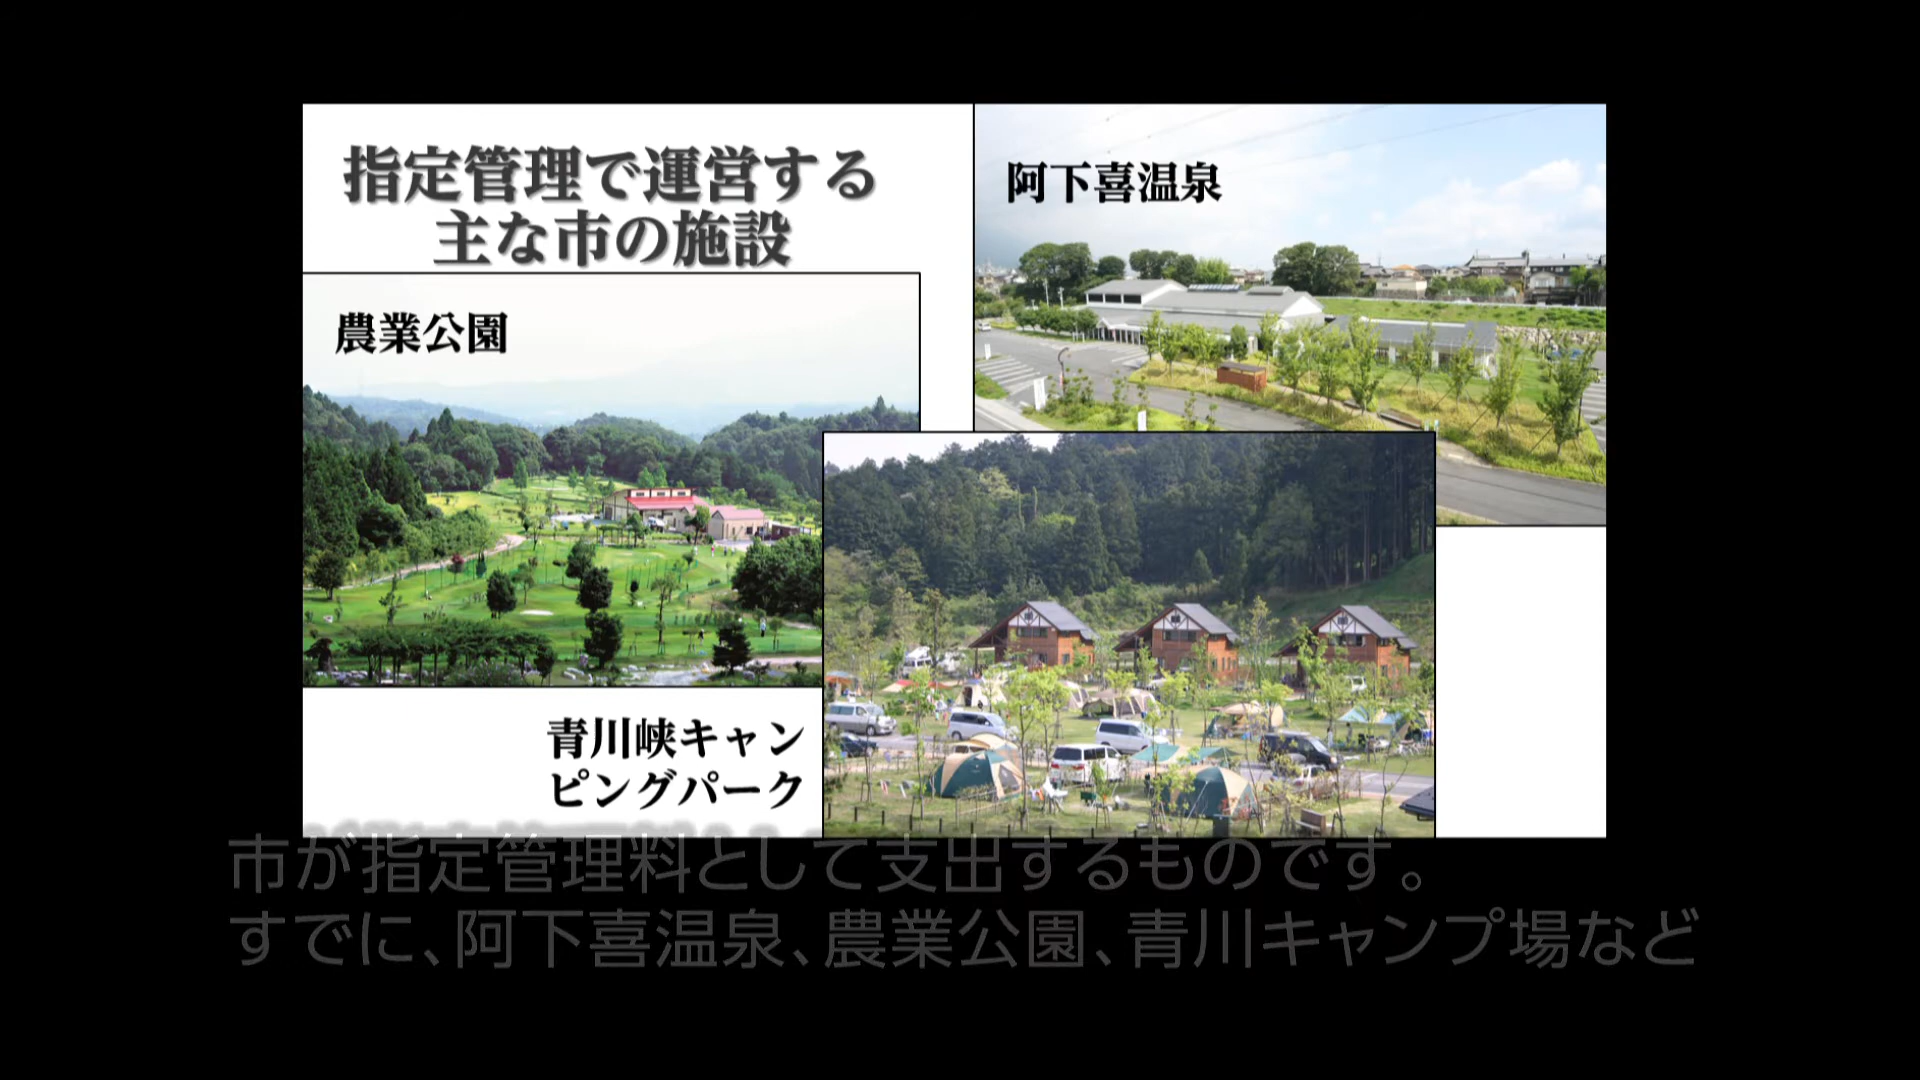 指定管理で運営する
主な市の施設
阿下喜温泉
農業公園
青川峡キャン
ピングパーク
市が指定管理料として支出するものです。
すでに、阿下喜温泉、農業公園、青川キャンプ場など